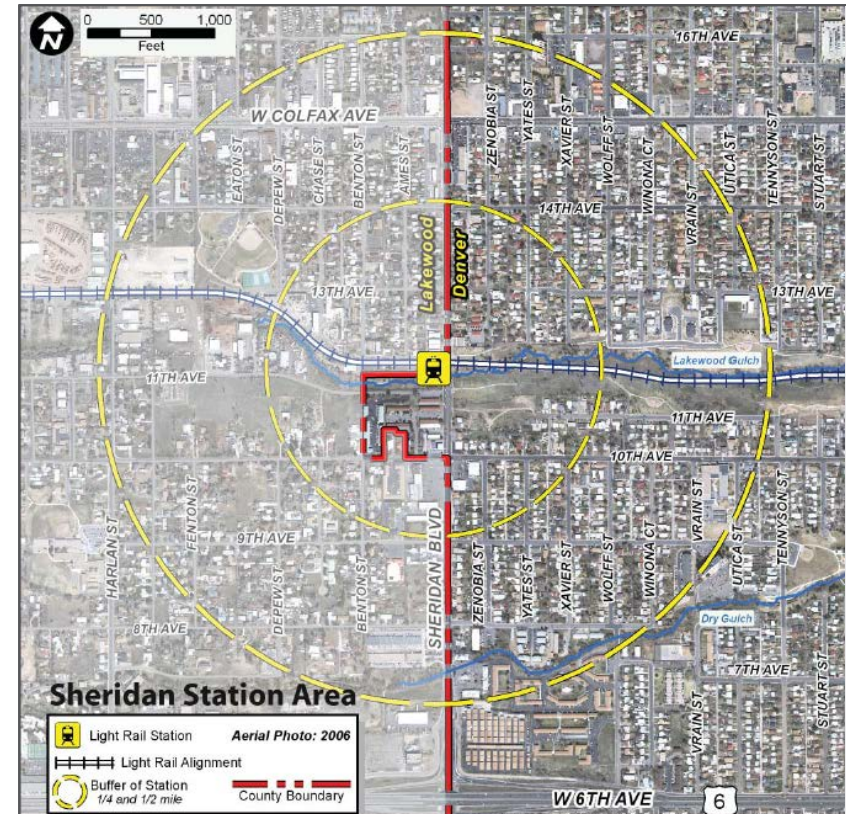 N
0 500 1,000
Feet
16TH AVE
W COLFAX AVE
ZENOBIA ST
YATES ST
XAVIER ST
WOLFF ST
WINONA CT
VRAIN ST
UTICA ST
TENNYSON ST
STUART ST
EATON ST
DEPEW ST
CHASE ST
BENTON ST
AMES ST
14TH AVE
Lakewood
Denver
13TH AVE
13TH AVE
Lakewood Gulch
11TH AVE
11TH AVE
10TH AVE
HARLAN ST
FENTON ST
9TH AVE
DEPEW ST
BENTON ST
SHERIDAN BLVD
ZENOBIA ST
YATES ST
XAVIER ST
WOLFF ST
WINONA CT
VRAIN ST
UTICA ST
TENNYSON ST
8TH AVE
Dry Gulch
7TH AVE
VRAIN ST
STUART ST
Sheridan Station Area
Light Rail Station
Aerial Photo: 2006
Light Rail Alignment
Buffer of Station
1/4 and 1/2 mile
County Boundary
W 6TH AVE
6